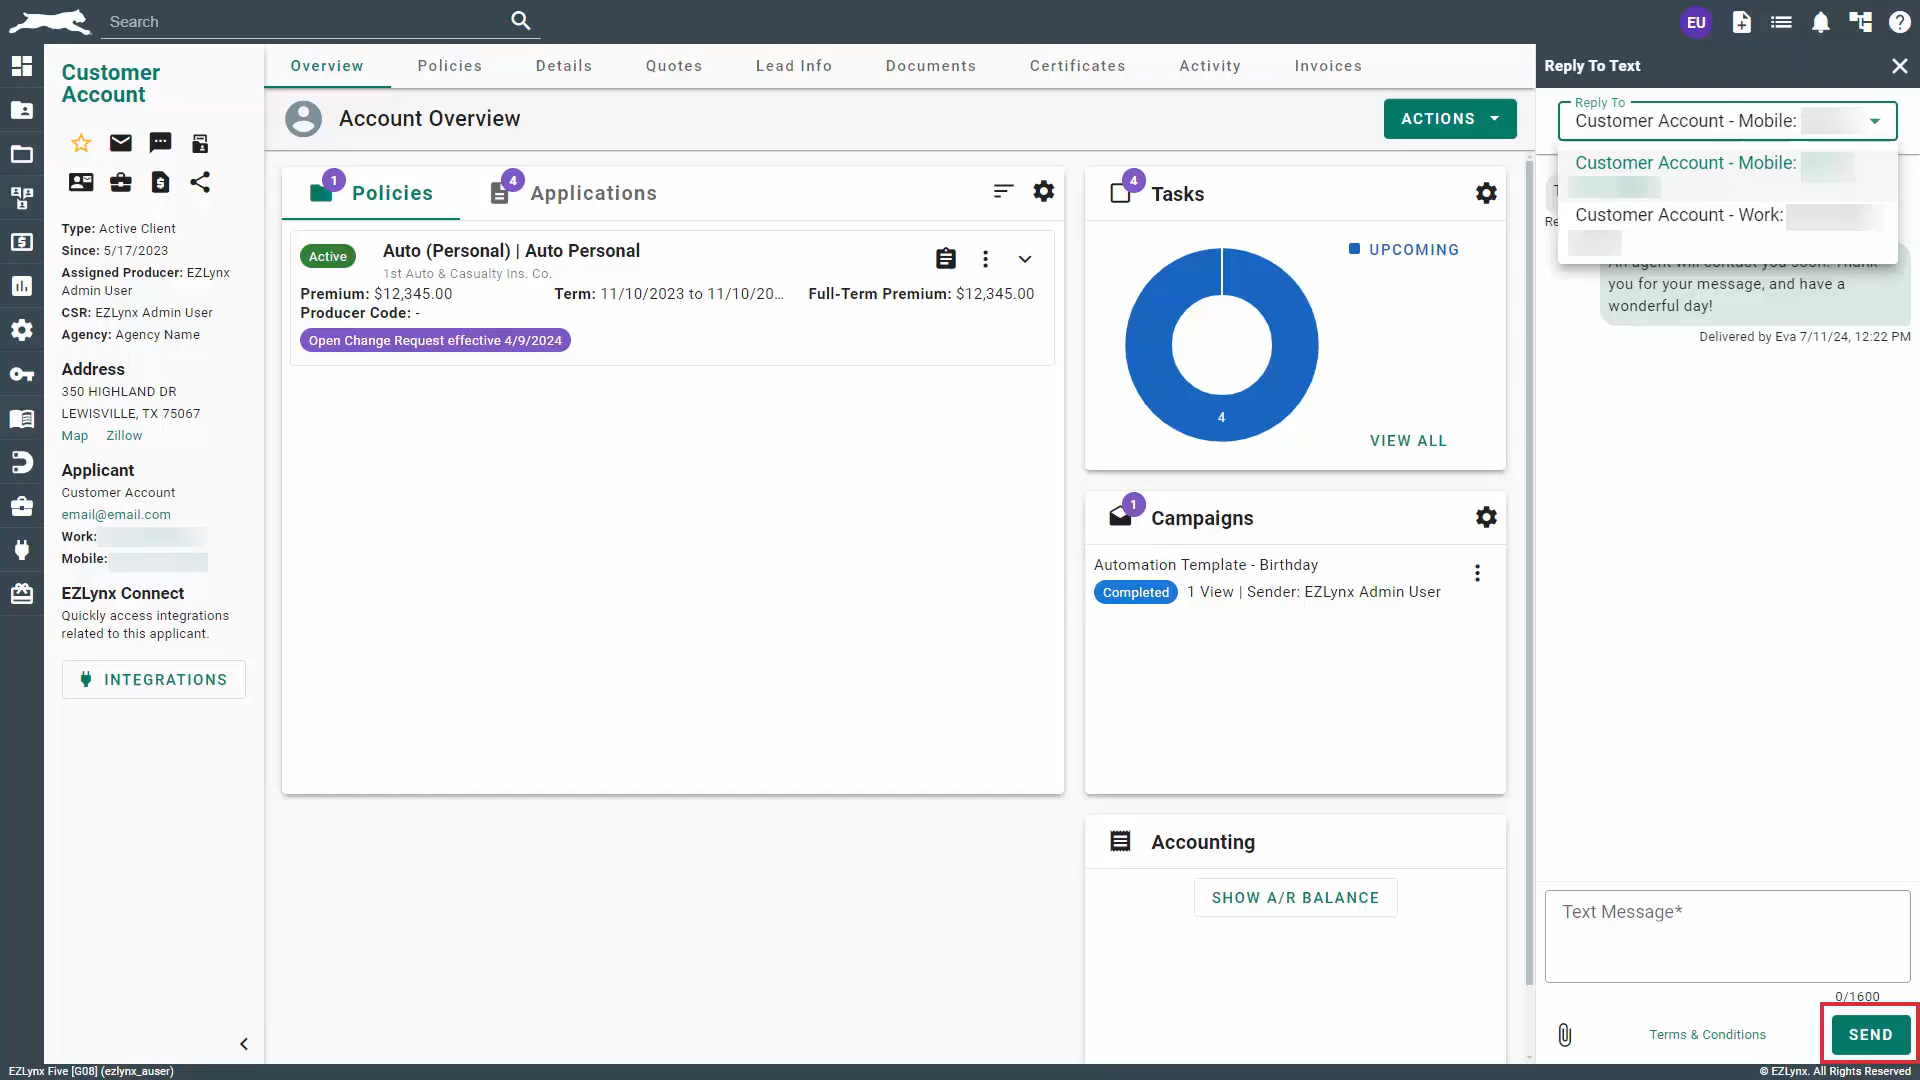 Search
EU
Customer
Account
Type: Active Client
Since: 5/17/2023
Assigned Producer: EZLynx
Admin User
CSR: EZLynx Admin User
Agency: Agency Name
Address
350 HIGHLAND DR
LEWISVILLE, TX 75067
Map Zillow
Applicant
Customer Account
email@email.com
Work:
Mobile:
EZLynx Connect
Quickly access integrations
related to this applicant.
INTEGRATIONS
Overview Policies Details Quotes Lead Info Documents Certificates Activity Invoices
Account Overview
ACTIONS
1 Policies 4 Applications
Active Auto (Personal) | Auto Personal
1st Auto & Casualty Ins. Co.
Premium: $12,345.00 Term: 11/10/2023 to 11/10/20... Full-Term Premium: $12,345.00
Producer Code: -
Open Change Request effective 4/9/2024
4 Tasks
UPCOMING
4
VIEW ALL
1 Campaigns
Automation Template - Birthday
Completed 1 View | Sender: EZLynx Admin User
Accounting
SHOW A/R BALANCE
Reply To Text
Reply To
Customer Account - Mobile:
Customer Account - Mobile:
Customer Account - Work:
Re
An agent will contact you soon. Thank
you for your message, and have a
wonderful day!
Delivered by Eva 7/11/24, 12:22 PM
Text Message*
0/1600
Terms & Conditions
SEND
EZLynx Five [G08] (ezlynx_auser)
© EZLynx. All Rights Reserved